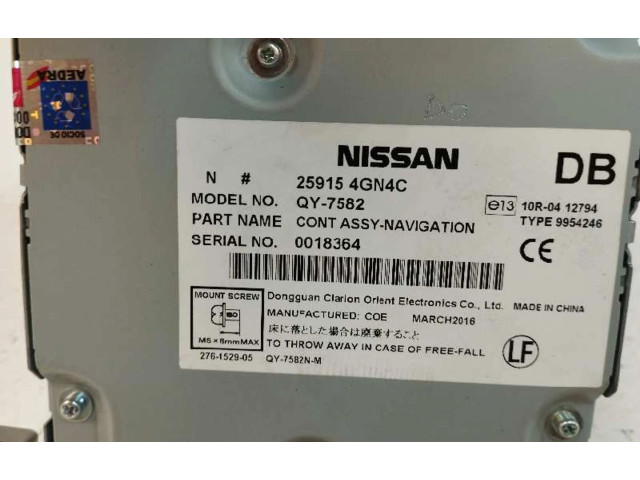 AEDRA
SOCIO DE
NISSAN
DB
N # 25915 4GN4C
MODEL NO. QY-7582
e13 10R-04 12794
PART NAME CONT ASSY-NAVIGATION
TYPE 9954246
SERIAL NO. 0018364
CE
MOUNT SCREW
ISO
M5×8mmMAX
Dongguan Clarion Orient Electronics Co., Ltd. MADE IN CHINA
MANUFACTURED: COE MARCH2016
床に落とした場合は廃棄すること
TO THROW AWAY IN CASE OF FREE-FALL
LF
276-1529-05 QY-7582N-M